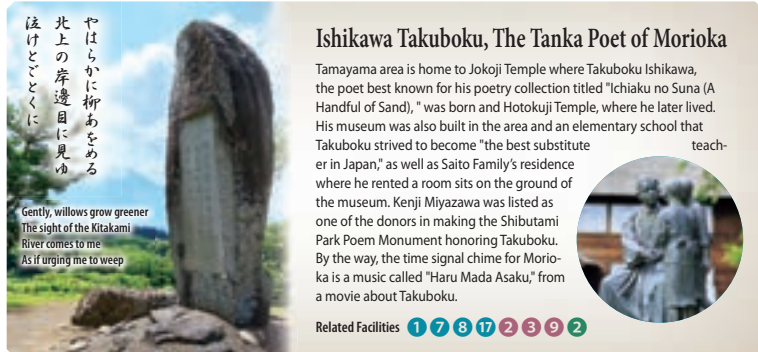 やはらかに柳あをめる
北上の岸邊目に見ゆ
泣けとごとくに
Gently, willows grow greener
The sight of the Kitakami
River comes to me
As if urging me to weep
Ishikawa Takuboku, The Tanka Poet of Morioka
Tamayama area is home to Jokoji Temple where Takuboku Ishikawa,
the poet best known for his poetry collection titled "Ichiaku no Suna (A
Handful of Sand), " was born and Hotokuji Temple, where he later lived.
His museum was also built in the area and an elementary school that
Takuboku strived to become "the best substitute teach-
er in Japan," as well as Saito Family's residence
where he rented a room sits on the ground of
the museum. Kenji Miyazawa was listed as
one of the donors in making the Shibutami
Park Poem Monument honoring Takuboku.
By the way, the time signal chime for Morio-
ka is a music called "Haru Mada Asaku," from
a movie about Takuboku.
Related Facilities 1 7 8 17 2 3 9 2